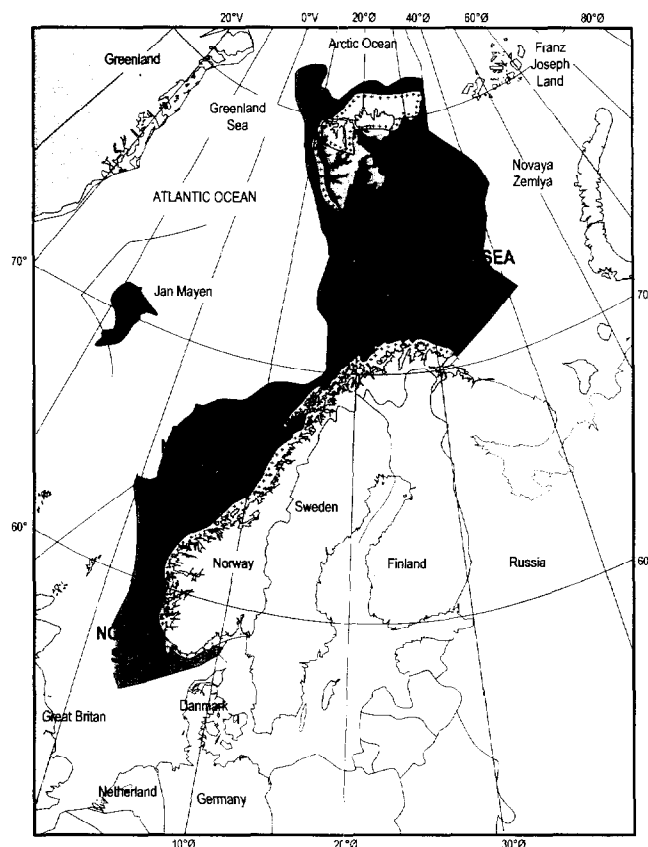 20°V 0°V 20°Ø 40°Ø 60°Ø 80°Ø
Arctic Ocean
Greenland
Franz
Joseph
Land
Greenland
Sea
Novaya
Zemlya
ATLANTIC OCEAN
SEA
70°
Jan Mayen
70
Sweden
60°
Norway
Finland
Russia
60
NO
Danmark
Great Britan
Netherland
Germany
10°Ø 20°Ø 30°Ø